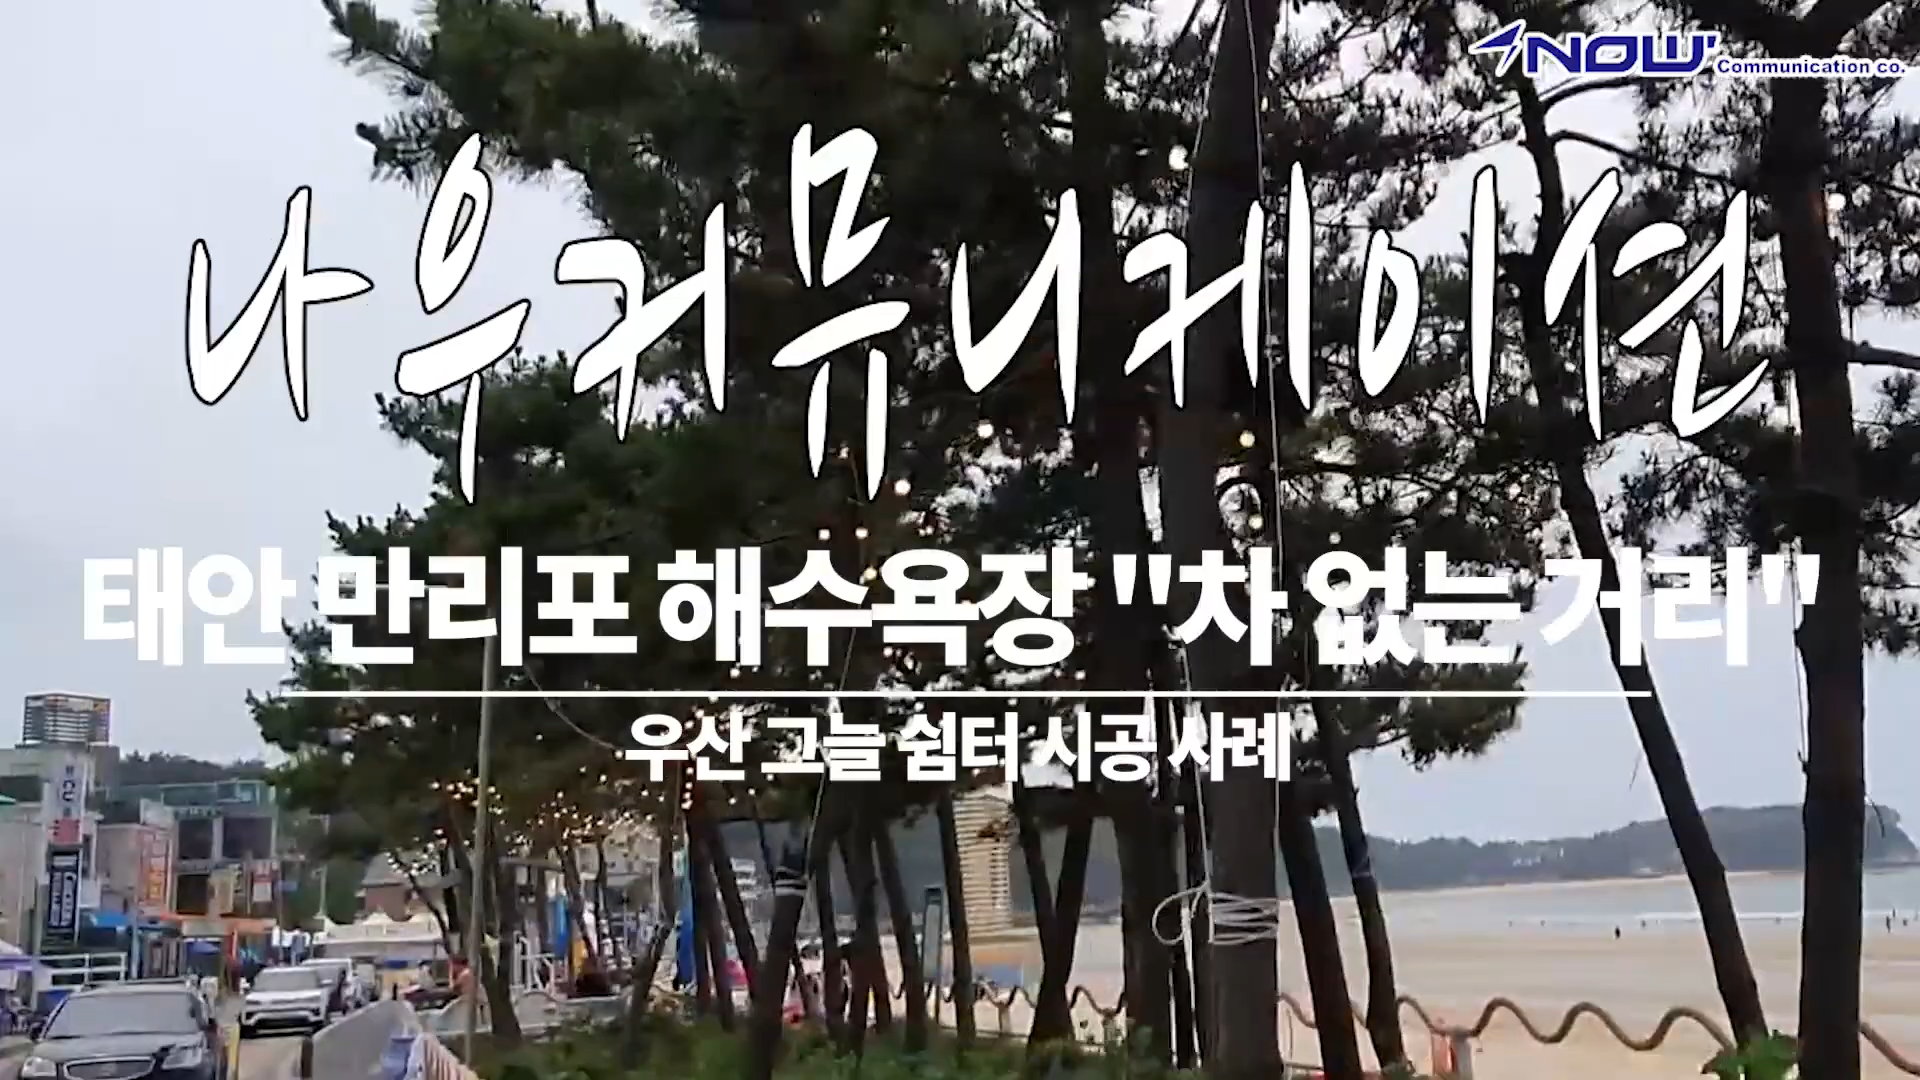 NOW
Communication co.
나우커뮤니케이션
태안 만리포 해수욕장 "차 없는 거리"
우산 그늘 쉼터 시공 사례